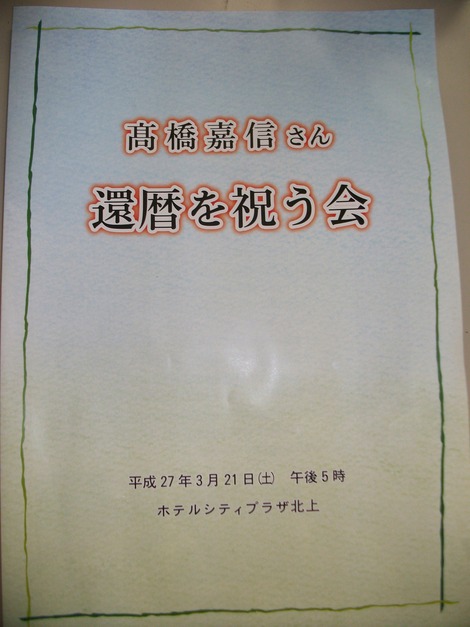 髙橋嘉信さん
還暦を祝う会
平成27年3月21日(土) 午後5時
ホテルシティプラザ北上